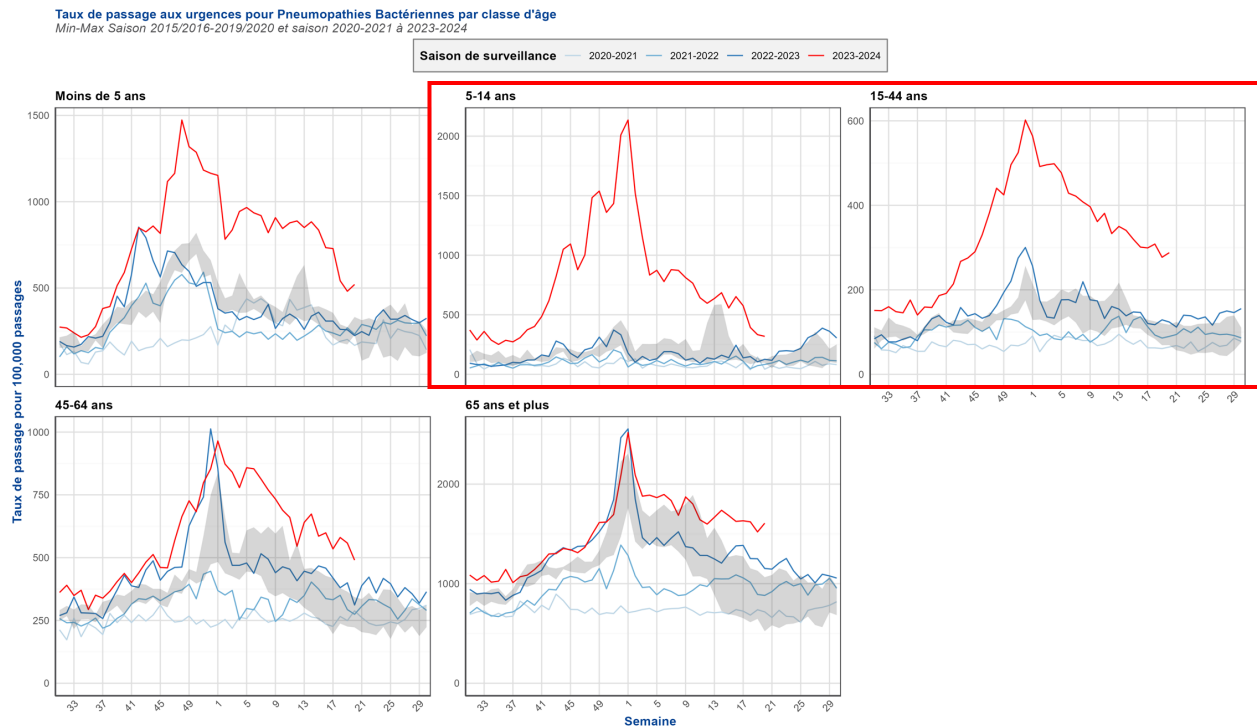 Taux de passage aux urgences pour Pneumopathies Bactériennes par classe d'âge
Min-Max Saison 2015/2016-2019/2020 et saison 2020-2021 à 2023-2024
Saison de surveillance 2020-2021 2021-2022 2022-2023 2023-2024
Taux de passage pour 100,000 passages
Moins de 5 ans
1500
1000
500
0
5-14 ans
2000
1500
1000
500
0
15-44 ans
600
400
200
0
33 37 41 45 49 1 5 9 13 17 21 25 29
45-64 ans
1000
750
500
250
0
33 37 41 45 49 1 5 9 13 17 21 25 29
65 ans et plus
2000
1000
0
33 37 41 45 49 1 5 9 13 17 21 25 29
Semaine